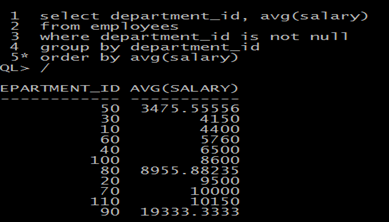 1 select department_id, avg(salary)
2 from employees
3 where department_id is not null
4 group by department_id
5* order by avg(salary)
QL> /
EPARTMENT_ID AVG(SALARY)
------------ -----------
50 3475.55556
30 4150
10 4400
60 5760
40 6500
100 8600
80 8955.88235
20 9500
70 10000
110 10150
90 19333.3333